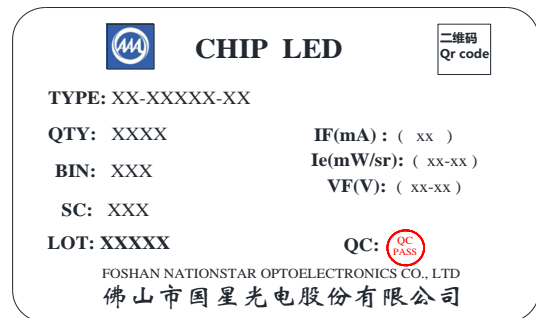 CHIP LED
二维码
Qr code
TYPE: XX-XXXXX-XX
QTY: XXXX
IF(mA) : ( xx )
BIN: XXX
Ie(mW/sr): ( xx-xx )
VF(V): ( xx-xx )
SC: XXX
LOT: XXXXX
QC:
QC
PASS
FOSHAN NATIONSTAR OPTOELECTRONICS CO., LTD
佛山市国星光电股份有限公司